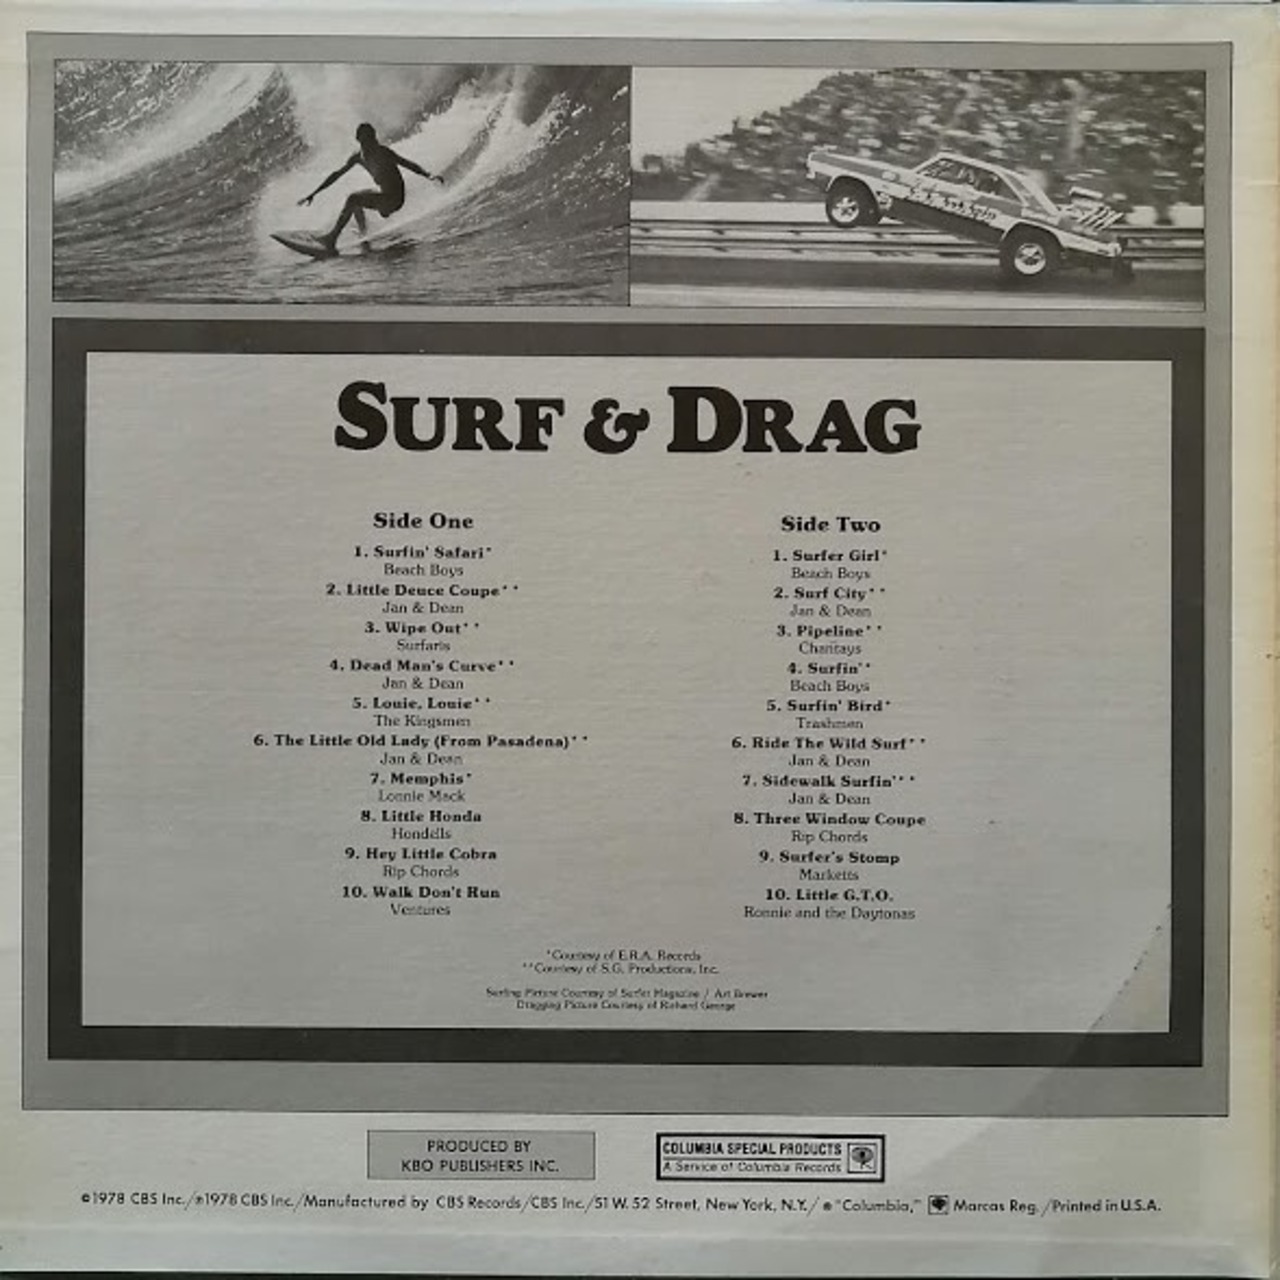 SURF & DRAG
Side One
1. Surfin' Safari*
Beach Boys
2. Little Deuce Coupe**
Jan & Dean
3. Wipe Out**
Surfaris
4. Dead Man's Curve**
Jan & Dean
5. Louie, Louie**
The Kingsmen
6. The Little Old Lady (From Pasadena)**
Jan & Dean
7. Memphis*
Lonnie Mack
8. Little Honda
Hondells
9. Hey Little Cobra
Rip Chords
10. Walk Don't Run
Ventures
Side Two
1. Surfer Girl*
Beach Boys
2. Surf City**
Jan & Dean
3. Pipeline**
Chantays
4. Surfin'*
Beach Boys
5. Surfin' Bird*
Trashmen
6. Ride The Wild Surf**
Jan & Dean
7. Sidewalk Surfin'**
Jan & Dean
8. Three Window Coupe
Rip Chords
9. Surfer's Stomp
Marketts
10. Little G.T.O.
Ronnie and the Daytonas
*Courtesy of E.R.A. Records
**Courtesy of S.G. Productions, Inc.
Surfing Picture Courtesy of Surfer Magazine / Art Brewer
Dragging Picture Courtesy of Richard George
PRODUCED BY
KBO PUBLISHERS INC.
COLUMBIA SPECIAL PRODUCTS
A Service of Columbia Records
©1978 CBS Inc./℗1978 CBS Inc./Manufactured by CBS Records/CBS Inc./51 W. 52 Street, New York, N.Y./ ® "Columbia," Marcas Reg./Printed in U.S.A.